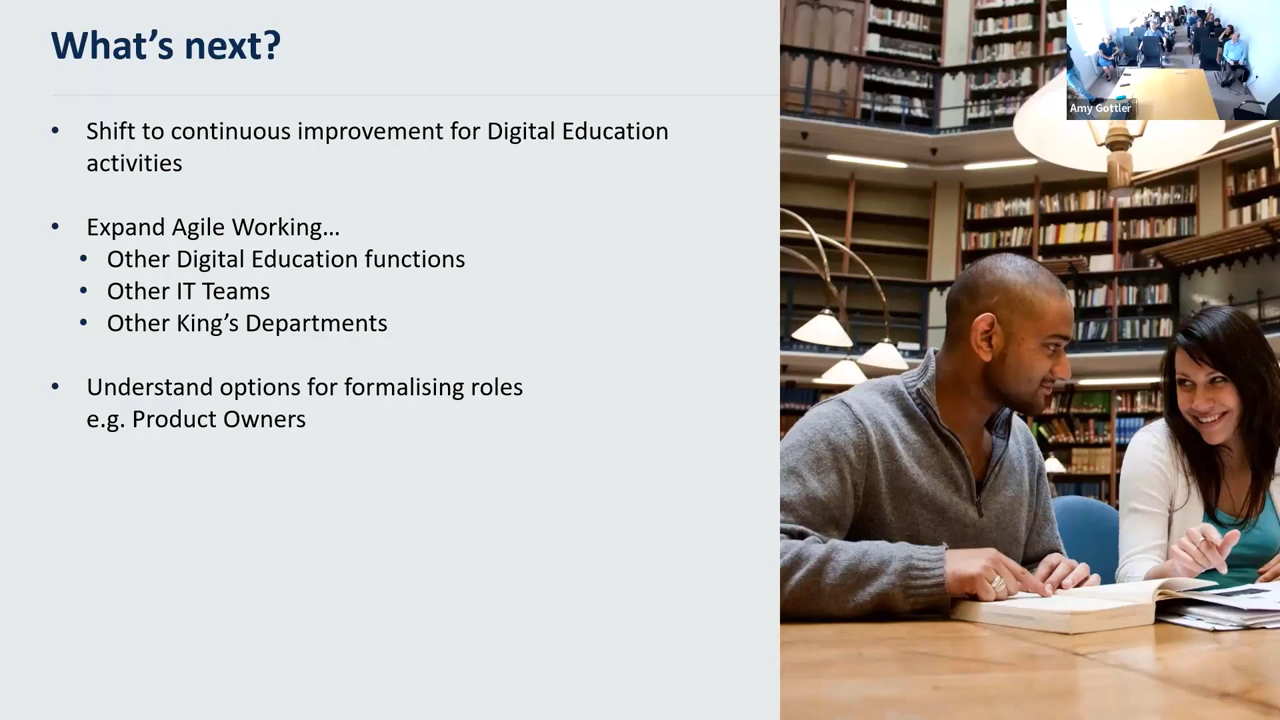 What’s next?
• Shift to continuous improvement for Digital Education
activities
• Expand Agile Working…
• Other Digital Education functions
• Other IT Teams
• Other King’s Departments
• Understand options for formalising roles
e.g. Product Owners
Amy Gottler